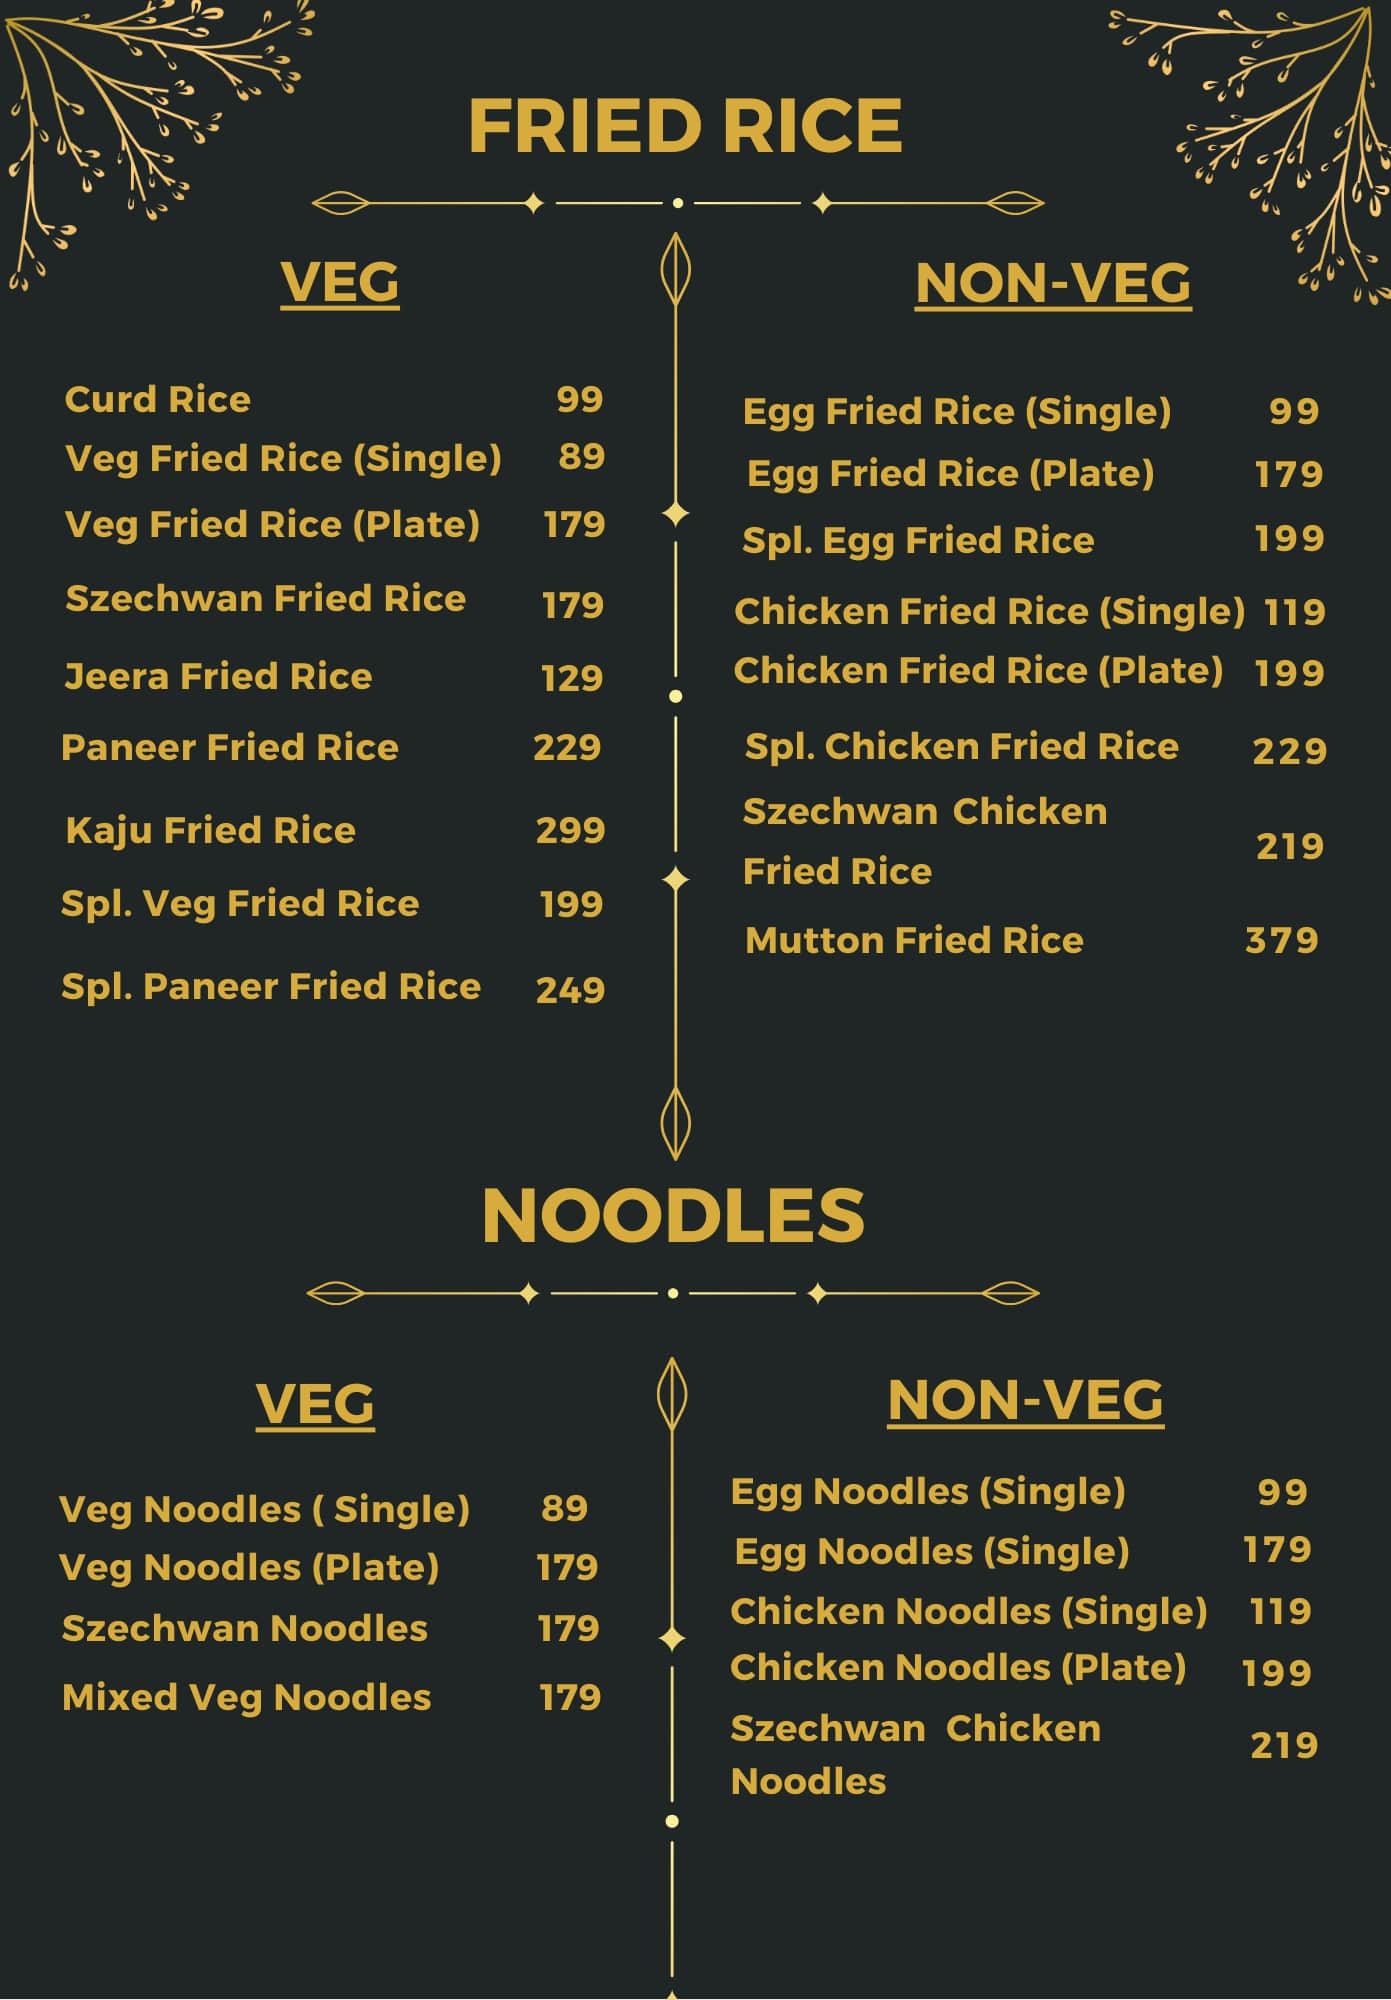 FRIED RICE
VEG
Curd Rice 99
Veg Fried Rice (Single) 89
Veg Fried Rice (Plate) 179
Szechwan Fried Rice 179
Jeera Fried Rice 129
Paneer Fried Rice 229
Kaju Fried Rice 299
Spl. Veg Fried Rice 199
Spl. Paneer Fried Rice 249
NON-VEG
Egg Fried Rice (Single) 99
Egg Fried Rice (Plate) 179
Spl. Egg Fried Rice 199
Chicken Fried Rice (Single) 119
Chicken Fried Rice (Plate) 199
Spl. Chicken Fried Rice 229
Szechwan Chicken
Fried Rice 219
Mutton Fried Rice 379
NOODLES
VEG
Veg Noodles ( Single) 89
Veg Noodles (Plate) 179
Szechwan Noodles 179
Mixed Veg Noodles 179
NON-VEG
Egg Noodles (Single) 99
Egg Noodles (Single) 179
Chicken Noodles (Single) 119
Chicken Noodles (Plate) 199
Szechwan Chicken 219
Noodles